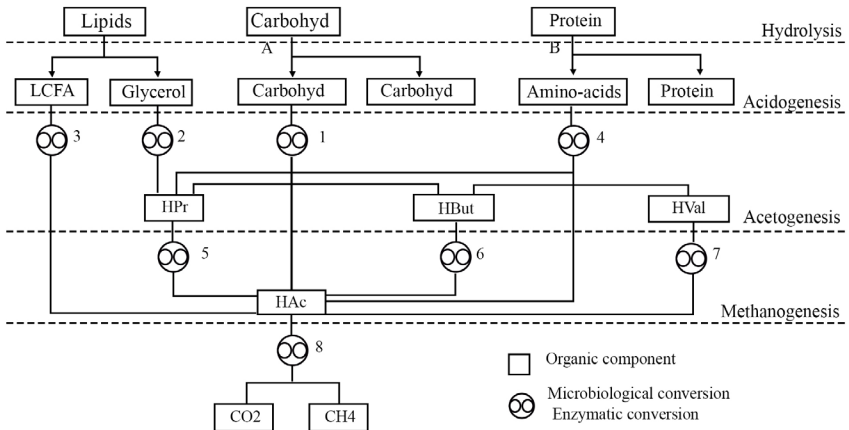 Lipids
Carbohyd
Protein
Hydrolysis
A
B
LCFA
Glycerol
Carbohyd
Carbohyd
Amino-acids
Protein
Acidogenesis
3
2
1
4
HPr
HBut
HVal
Acetogenesis
5
6
7
HAc
Methanogenesis
8
Organic component
Microbiological conversion
Enzymatic conversion
CO2
CH4